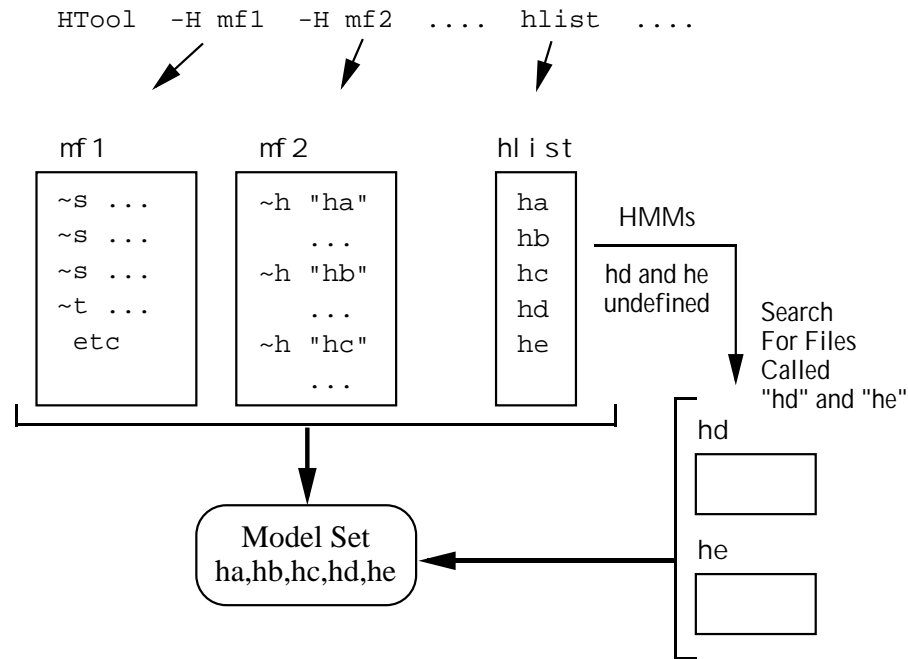 HTool -H mf1 -H mf2 .... hlist ....
mf1
~s ...
~s ...
~s ...
~t ...
etc
mf2
~h "ha"
...
~h "hb"
...
~h "hc"
...
hlist
ha
hb
hc
hd
he
HMMs
hd and he
undefined
Search
For Files
Called
"hd" and "he"
hd
he
Model Set
ha,hb,hc,hd,he